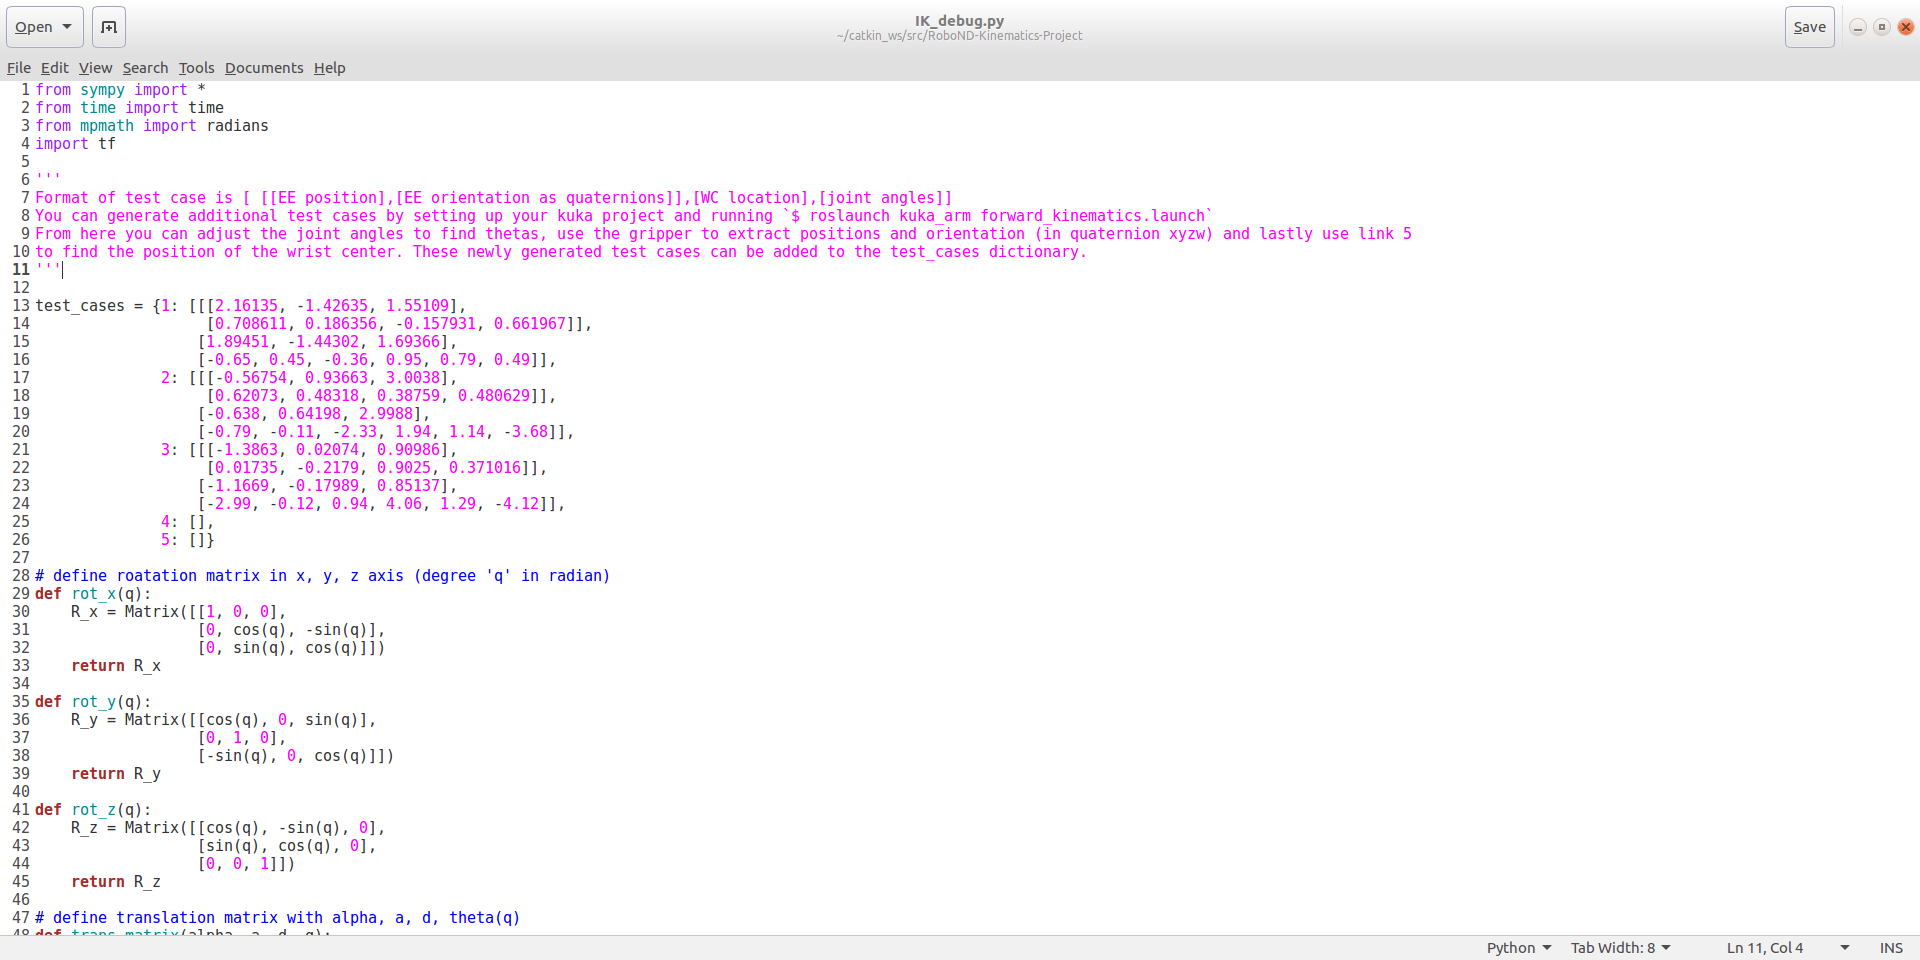 Open
IK_debug.py
~/catkin_ws/src/RoboND-Kinematics-Project
Save
File Edit View Search Tools Documents Help
1 from sympy import *
2 from time import time
3 from mpmath import radians
4 import tf
5
6 '''
7 Format of test case is [ [[EE position],[EE orientation as quaternions]],[WC location],[joint angles]]
8 You can generate additional test cases by setting up your kuka project and running `$ roslaunch kuka_arm forward_kinematics.launch`
9 From here you can adjust the joint angles to find thetas, use the gripper to extract positions and orientation (in quaternion xyzw) and lastly use link 5
10 to find the position of the wrist center. These newly generated test cases can be added to the test_cases dictionary.
11 '''
12
13 test_cases = {1: [[[2.16135, -1.42635, 1.55109],
14                    [0.708611, 0.186356, -0.157931, 0.661967]],
15                   [1.89451, -1.44302, 1.69366],
16                   [-0.65, 0.45, -0.36, 0.95, 0.79, 0.49]],
17               2: [[[-0.56754, 0.93663, 3.0038],
18                    [0.62073, 0.48318, 0.38759, 0.480629]],
19                   [-0.638, 0.64198, 2.9988],
20                   [-0.79, -0.11, -2.33, 1.94, 1.14, -3.68]],
21               3: [[[-1.3863, 0.02074, 0.90986],
22                    [0.01735, -0.2179, 0.9025, 0.371016]],
23                   [-1.1669, -0.17989, 0.85137],
24                   [-2.99, -0.12, 0.94, 4.06, 1.29, -4.12]],
25               4: [],
26               5: []}
27
28 # define roatation matrix in x, y, z axis (degree 'q' in radian)
29 def rot_x(q):
30     R_x = Matrix([[1, 0, 0],
31                   [0, cos(q), -sin(q)],
32                   [0, sin(q), cos(q)]])
33     return R_x
34
35 def rot_y(q):
36     R_y = Matrix([[cos(q), 0, sin(q)],
37                   [0, 1, 0],
38                   [-sin(q), 0, cos(q)]])
39     return R_y
40
41 def rot_z(q):
42     R_z = Matrix([[cos(q), -sin(q), 0],
43                   [sin(q), cos(q), 0],
44                   [0, 0, 1]])
45     return R_z
46
47 # define translation matrix with alpha, a, d, theta(q)
48 def trans_matrix(alpha, a, d, q):
Python Tab Width: 8 Ln 11, Col 4 INS